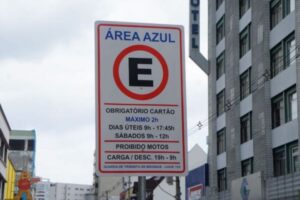 ÁREA AZUL
E
OBRIGATÓRIO CARTÃO
MÁXIMO 2h
DIAS ÚTEIS 9h - 17:45h
SÁBADOS 9h - 12h
PROIBIDO MOTOS
CARGA / DESC. 19h - 9h
HOTEL